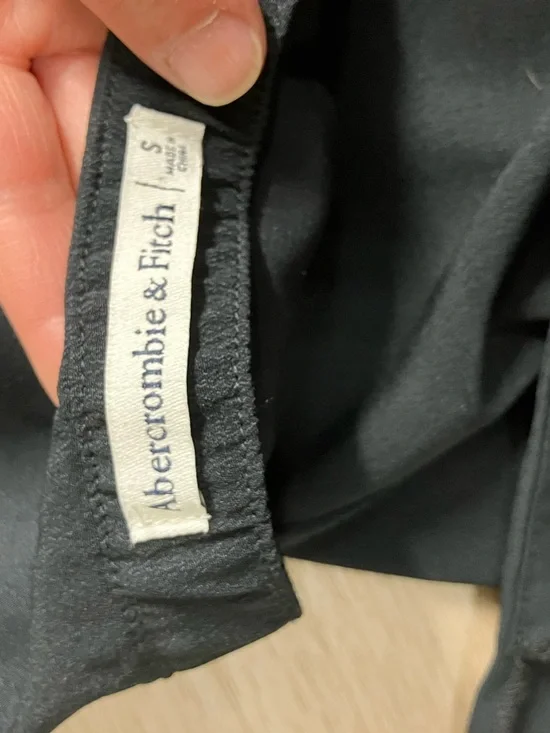 Abercrombie & Fitch / S
MADE IN
CHINA